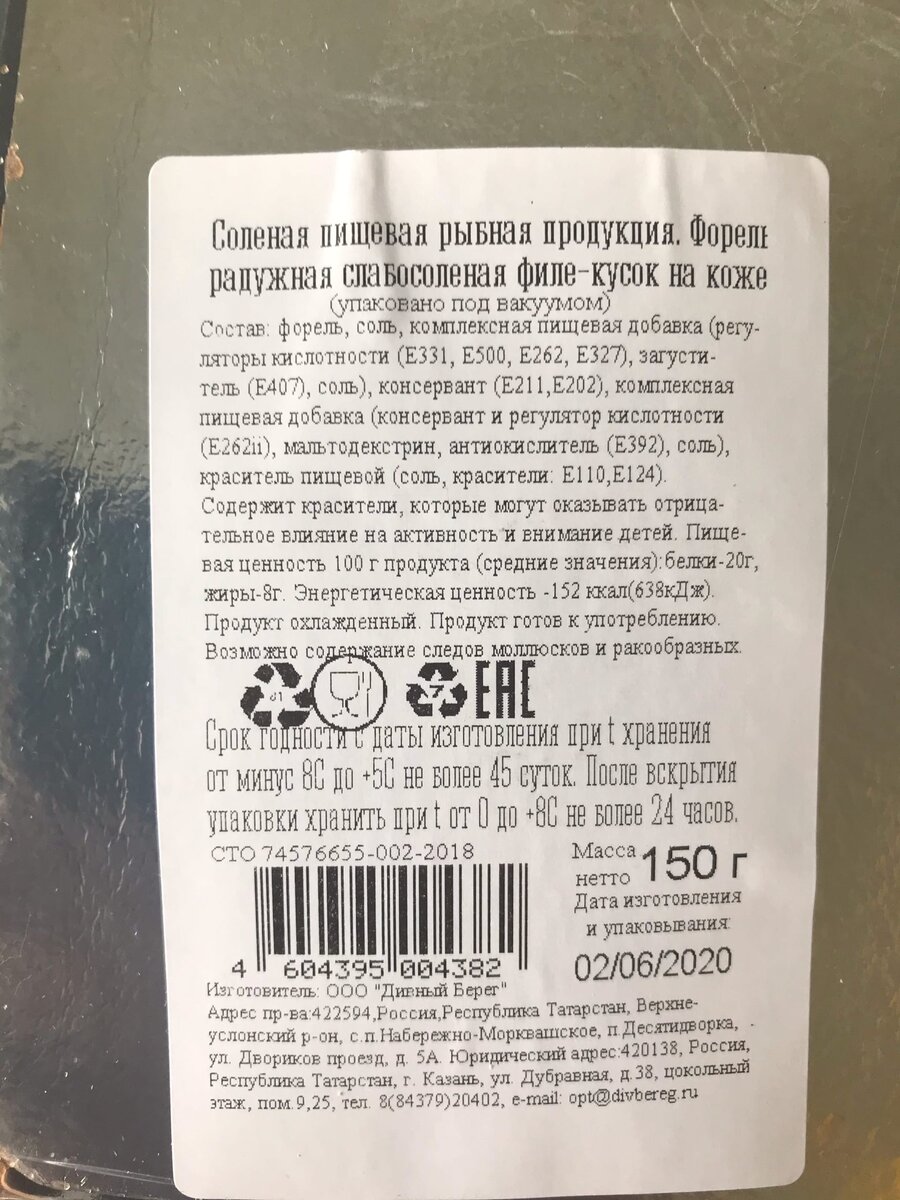 Соленая пищевая рыбная продукция. Форель
радужная слабосоленая филе-кусок на коже
(упаковано под вакуумом)
Состав: форель, соль, комплексная пищевая добавка (регу-
ляторы кислотности (Е331, Е500, Е262, Е327), загусти-
тель (Е407), соль), консервант (Е211,Е202), комплексная
пищевая добавка (консервант и регулятор кислотности
(Е262ii), мальтодекстрин, антиокислитель (Е392), соль),
краситель пищевой (соль, красители: Е110,Е124).
Содержит красители, которые могут оказывать отрица-
тельное влияние на активность и внимание детей. Пище-
вая ценность 100 г продукта (средние значения):белки-20г,
жиры-8г. Энергетическая ценность -152 ккал(638кДж).
Продукт охлажденный. Продукт готов к употреблению.
Возможно содержание следов моллюсков и ракообразных.
7 EAC
Срок годности с даты изготовления при t хранения
от минус 8С до +5С не более 45 суток. После вскрытия
упаковки хранить при t от 0 до +8С не более 24 часов.
СТО 74576655-002-2018
Масса нетто 150 г
Дата изготовления
и упаковывания:
02/06/2020
4 604395 004382
Изготовитель: ООО "Дивный Берег"
Адрес пр-ва:422594,Россия,Республика Татарстан, Верхне-
услонский р-он, с.п.Набережно-Моркваshское, п.Десятидворка,
ул. Двориков проезд, д. 5А. Юридический адрес:420138, Россия,
Республика Татарстан, г. Казань, ул. Дубравная, д.38, цокольный
этаж, пом.9,25, тел. 8(84379)20402, e-mail: opt@divbereg.ru